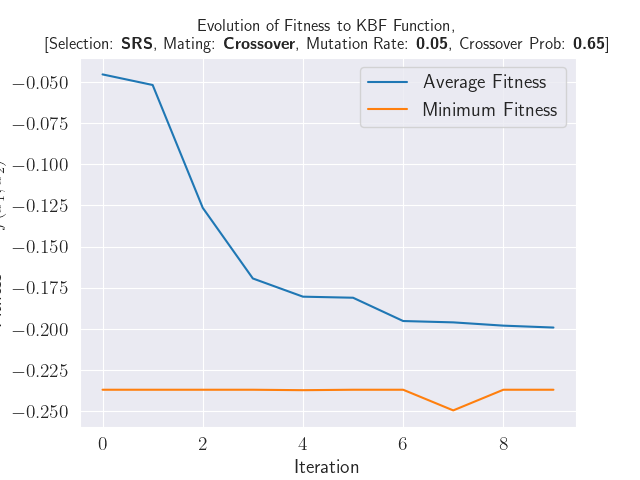 Evolution of Fitness to KBF Function,
[Selection: SRS, Mating: Crossover, Mutation Rate: 0.05, Crossover Prob: 0.65]
Average Fitness
Minimum Fitness
−0.050
−0.075
−0.100
−0.125
−0.150
−0.175
−0.200
−0.225
−0.250
0 2 4 6 8
Iteration